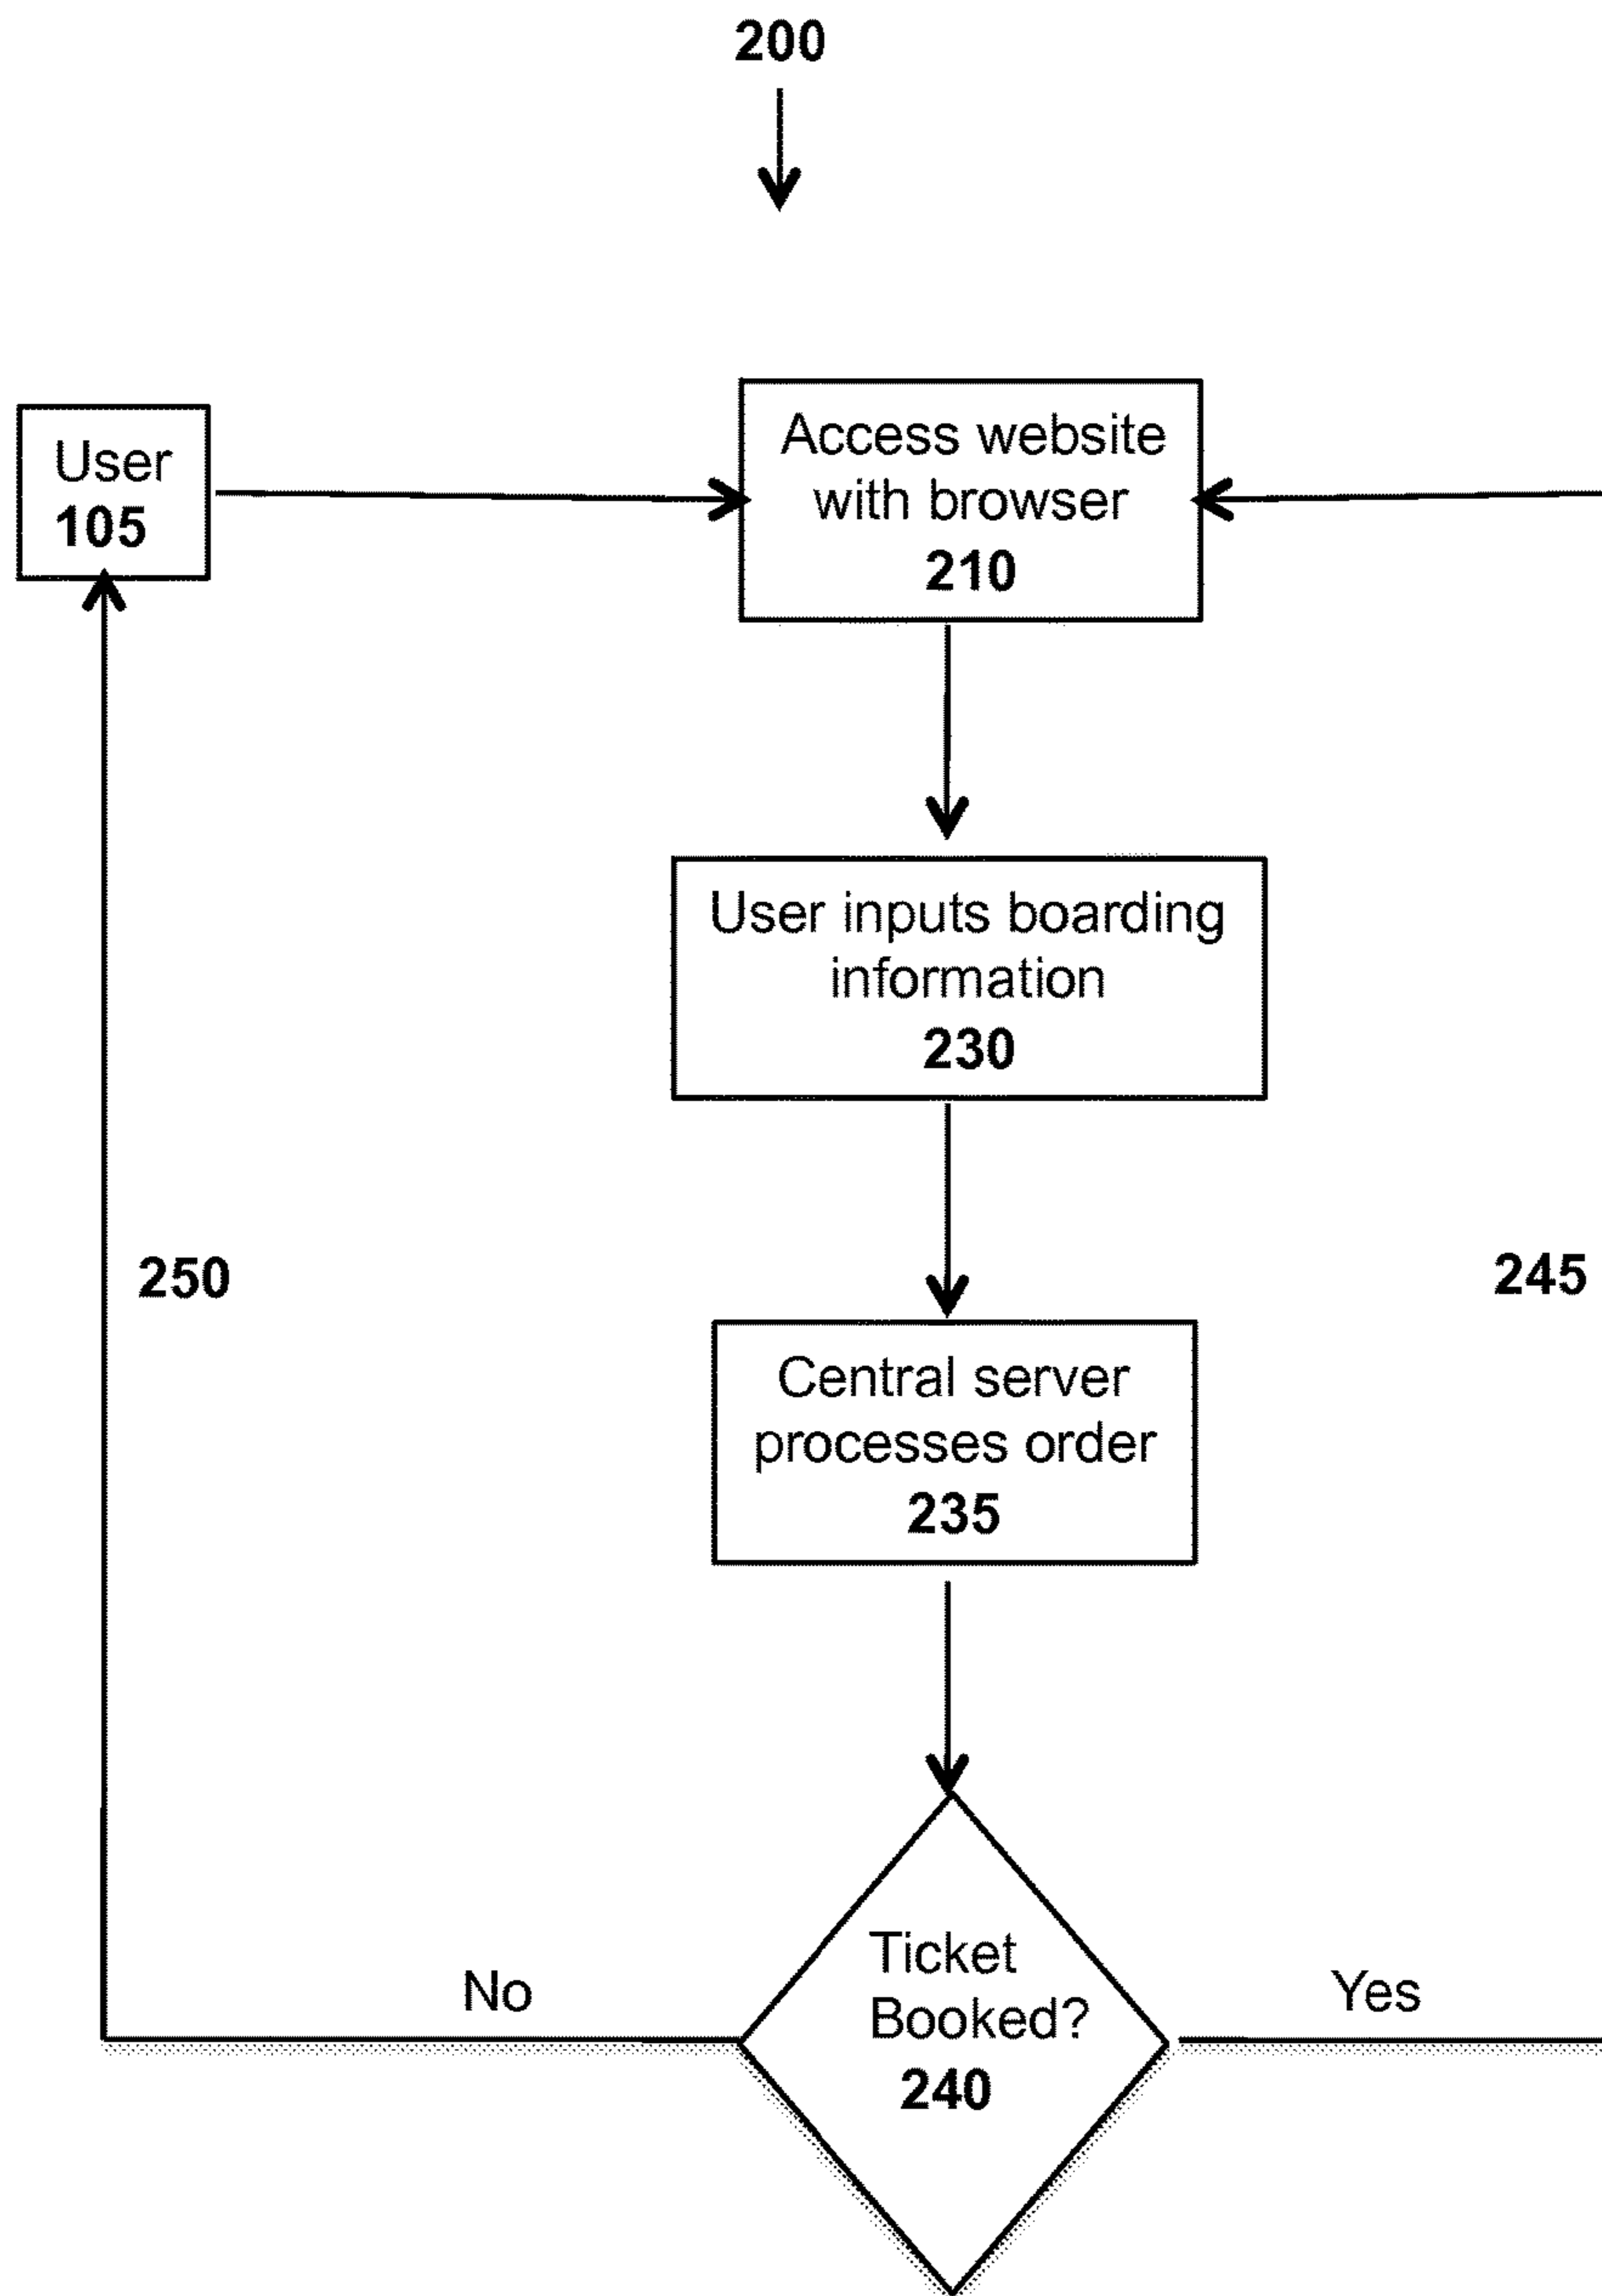 200
User
105
Access website
with browser
210
User inputs boarding
information
230
250
245
Central server
processes order
235
No
Ticket
Booked?
240
Yes